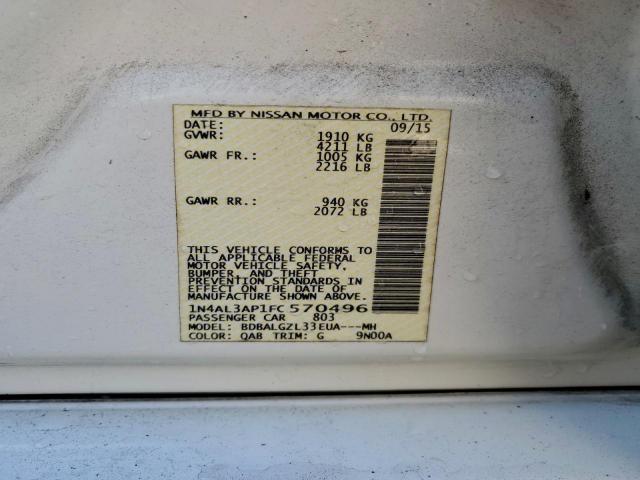 MFD BY NISSAN MOTOR CO., LTD.
DATE: 09/15
GVWR: 1910 KG
4211 LB
GAWR FR.: 1005 KG
2216 LB
GAWR RR.: 940 KG
2072 LB
THIS VEHICLE CONFORMS TO
ALL APPLICABLE FEDERAL
MOTOR VEHICLE SAFETY,
BUMPER, AND THEFT
PREVENTION STANDARDS IN
EFFECT ON THE DATE OF
MANUFACTURE SHOWN ABOVE.
1N4AL3AP1FC570496
PASSENGER CAR 803
MODEL: BDBALGZL33EUA---MH
COLOR: QAB TRIM: G 9N00A